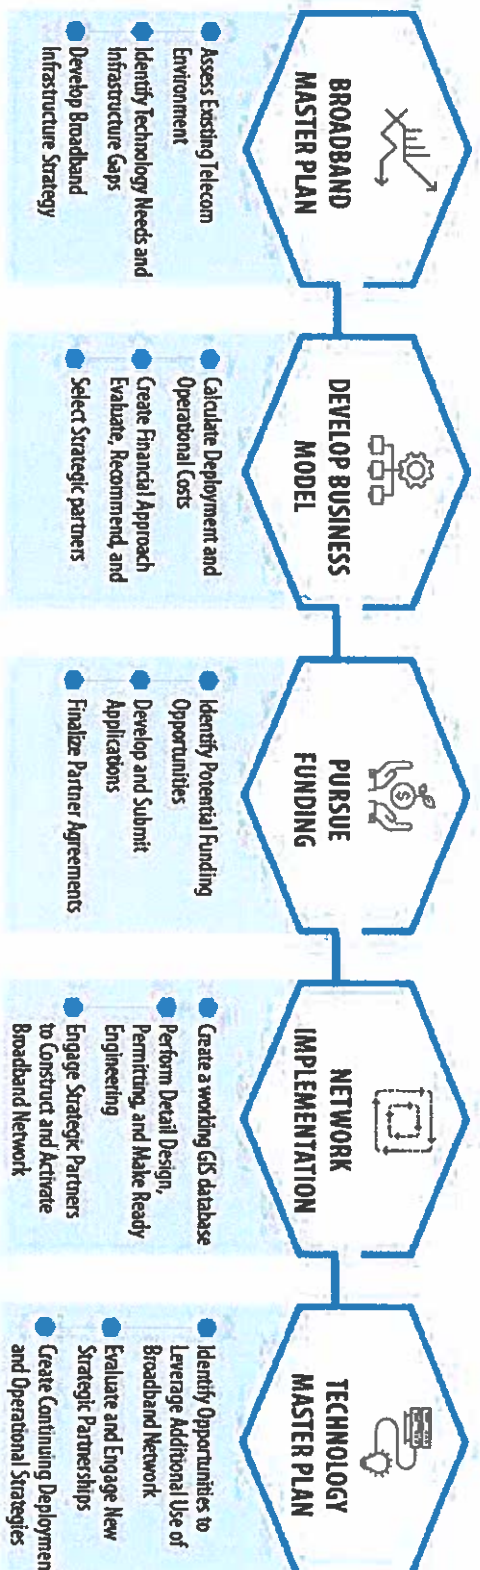 BROADBAND
MASTER PLAN
Assess Existing Telecom
Environment
Identify Technology Needs and
Infrastructure Gaps
Develop Broadband
Infrastructure Strategy
DEVELOP BUSINESS
MODEL
Calculate Deployment and
Operational Costs
Create Financial Approach
Evaluate, Recommend, and
Select Strategic partners
PURSUE
FUNDING
Identify Potential Funding
Opportunities
Develop and Submit
Applications
Finalize Partner Agreements
NETWORK
IMPLEMENTATION
Create a working GIS database
Perform Detail Design,
Permitting, and Make Ready
Engineering
Engage Strategic Partners
to Construct and Activate
Broadband Network
TECHNOLOGY
MASTER PLAN
Identify Opportunities to
Leverage Additional Use of
Broadband Network
Evaluate and Engage New
Strategic Partnerships
Create Continuing Deploymen
and Operational Strategies